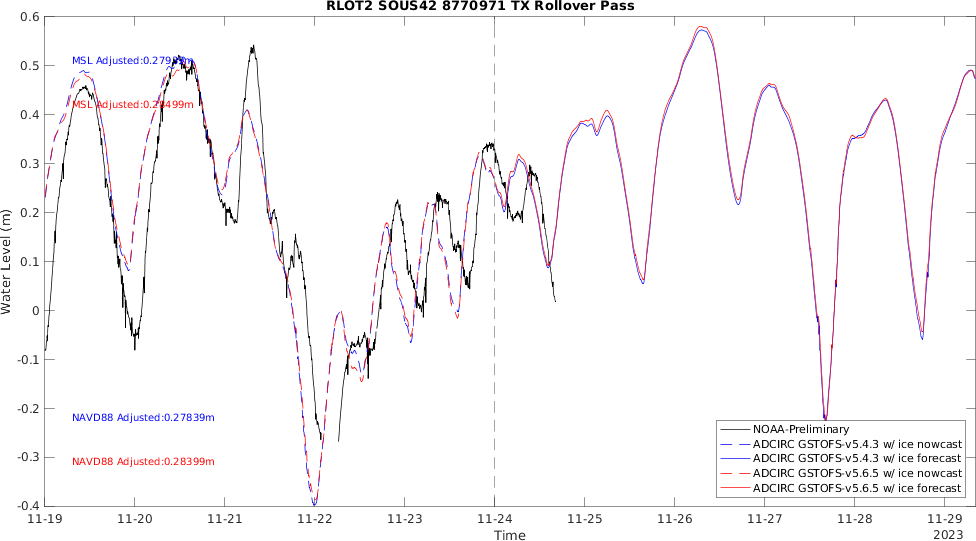 RLOT2 SOUS42 8770971 TX Rollover Pass
0.6
0.5
0.4
0.3
0.2
0.1
0
-0.1
-0.2
-0.3
-0.4
Water Level (m)
MSL Adjusted:0.279
MSL Adjusted:0.28499m
NAVD88 Adjusted:0.27839m
NAVD88 Adjusted:0.28399m
NOAA-Preliminary
ADCIRC GSTOFS-v5.4.3 w/ ice nowcast
ADCIRC GSTOFS-v5.4.3 w/ ice forecast
ADCIRC GSTOFS-v5.6.5 w/ ice nowcast
ADCIRC GSTOFS-v5.6.5 w/ ice forecast
11-19 11-20 11-21 11-22 11-23 11-24 11-25 11-26 11-27 11-28 11-29
Time
2023